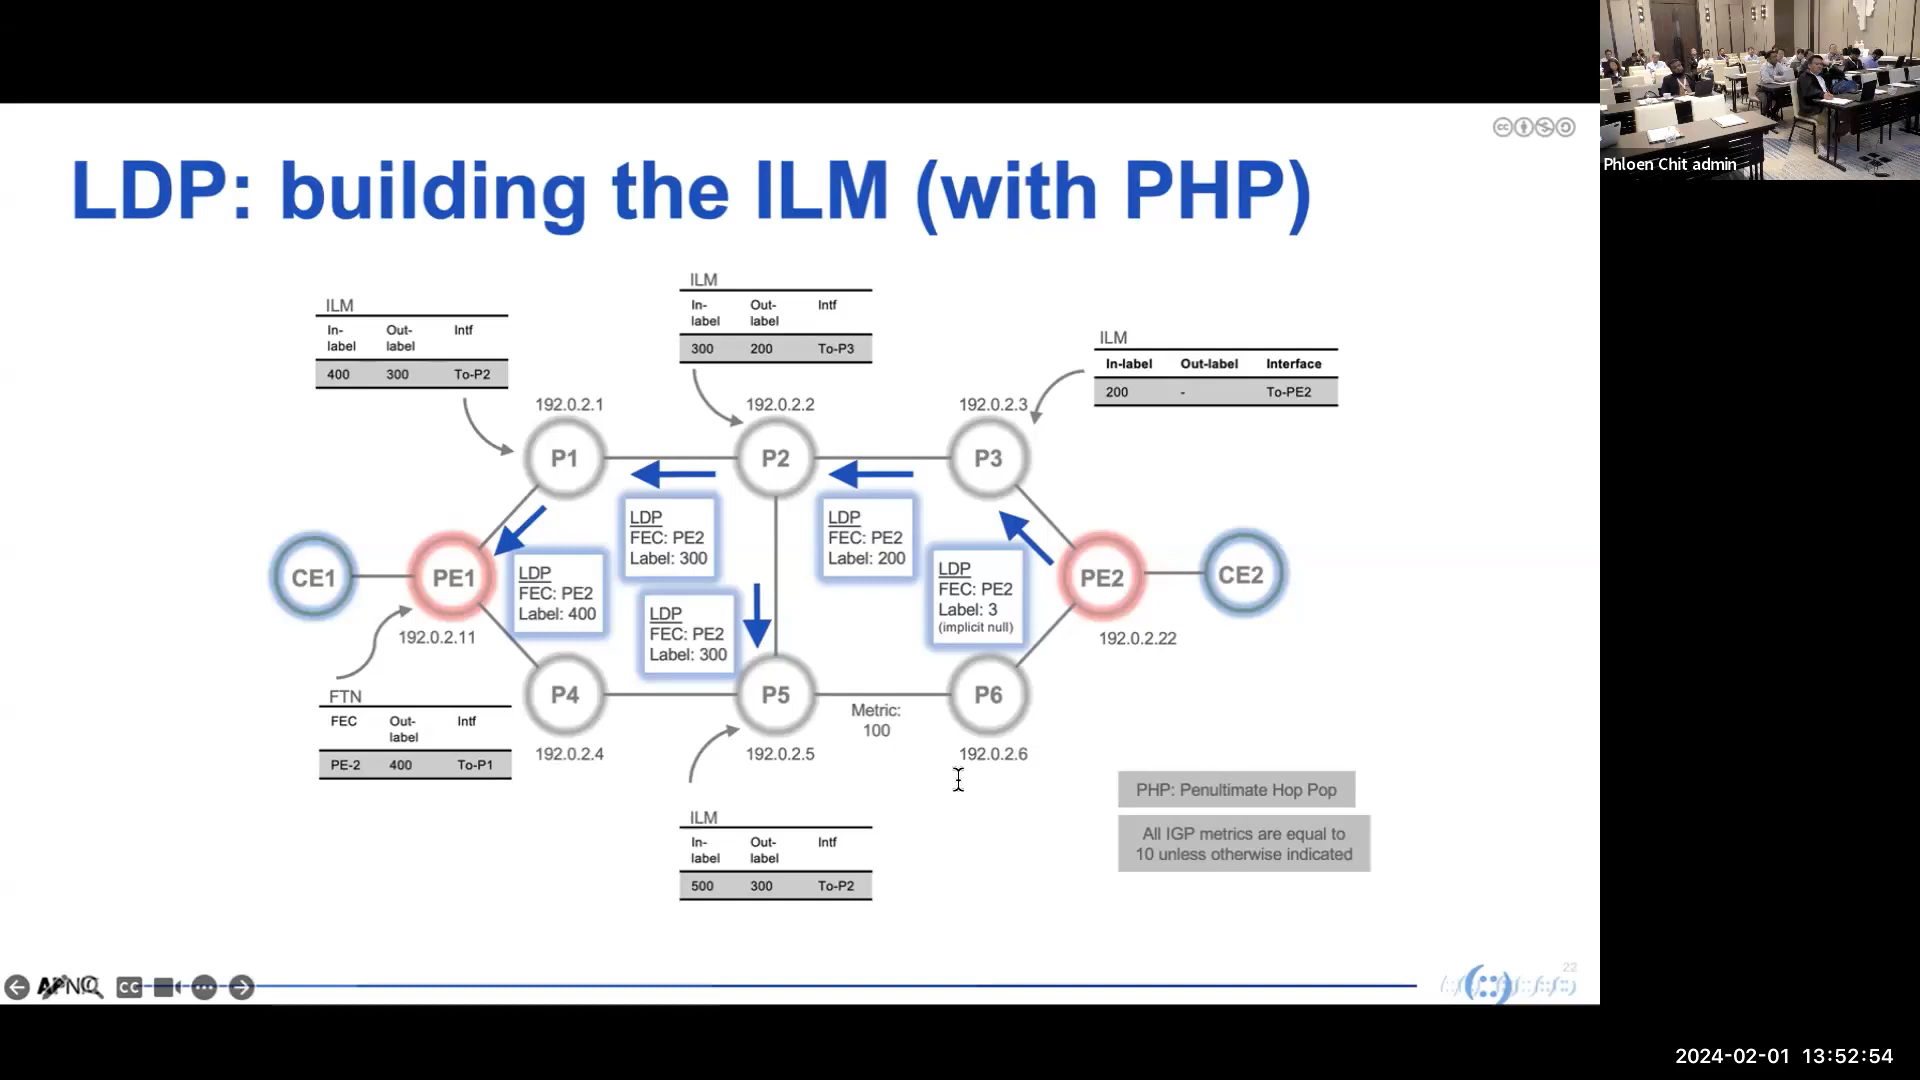 Phloen Chit admin
LDP: building the ILM (with PHP)
ILM
In-label Out-label Intf
400 300 To-P2
ILM
In-label Out-label Intf
300 200 To-P3
ILM
In-label Out-label Interface
200 - To-PE2
192.0.2.1
192.0.2.2
192.0.2.3
P1
P2
P3
LDP
FEC: PE2
Label: 300
LDP
FEC: PE2
Label: 200
CE1
PE1
LDP
FEC: PE2
Label: 400
LDP
FEC: PE2
Label: 300
LDP
FEC: PE2
Label: 3
(implicit null)
PE2
CE2
192.0.2.11
192.0.2.22
FTN
FEC Out-label Intf
PE-2 400 To-P1
P4
P5
Metric:
100
P6
192.0.2.4
192.0.2.5
192.0.2.6
PHP: Penultimate Hop Pop
All IGP metrics are equal to
10 unless otherwise indicated
ILM
In-label Out-label Intf
500 300 To-P2
CC
22
2024-02-01 13:52:54